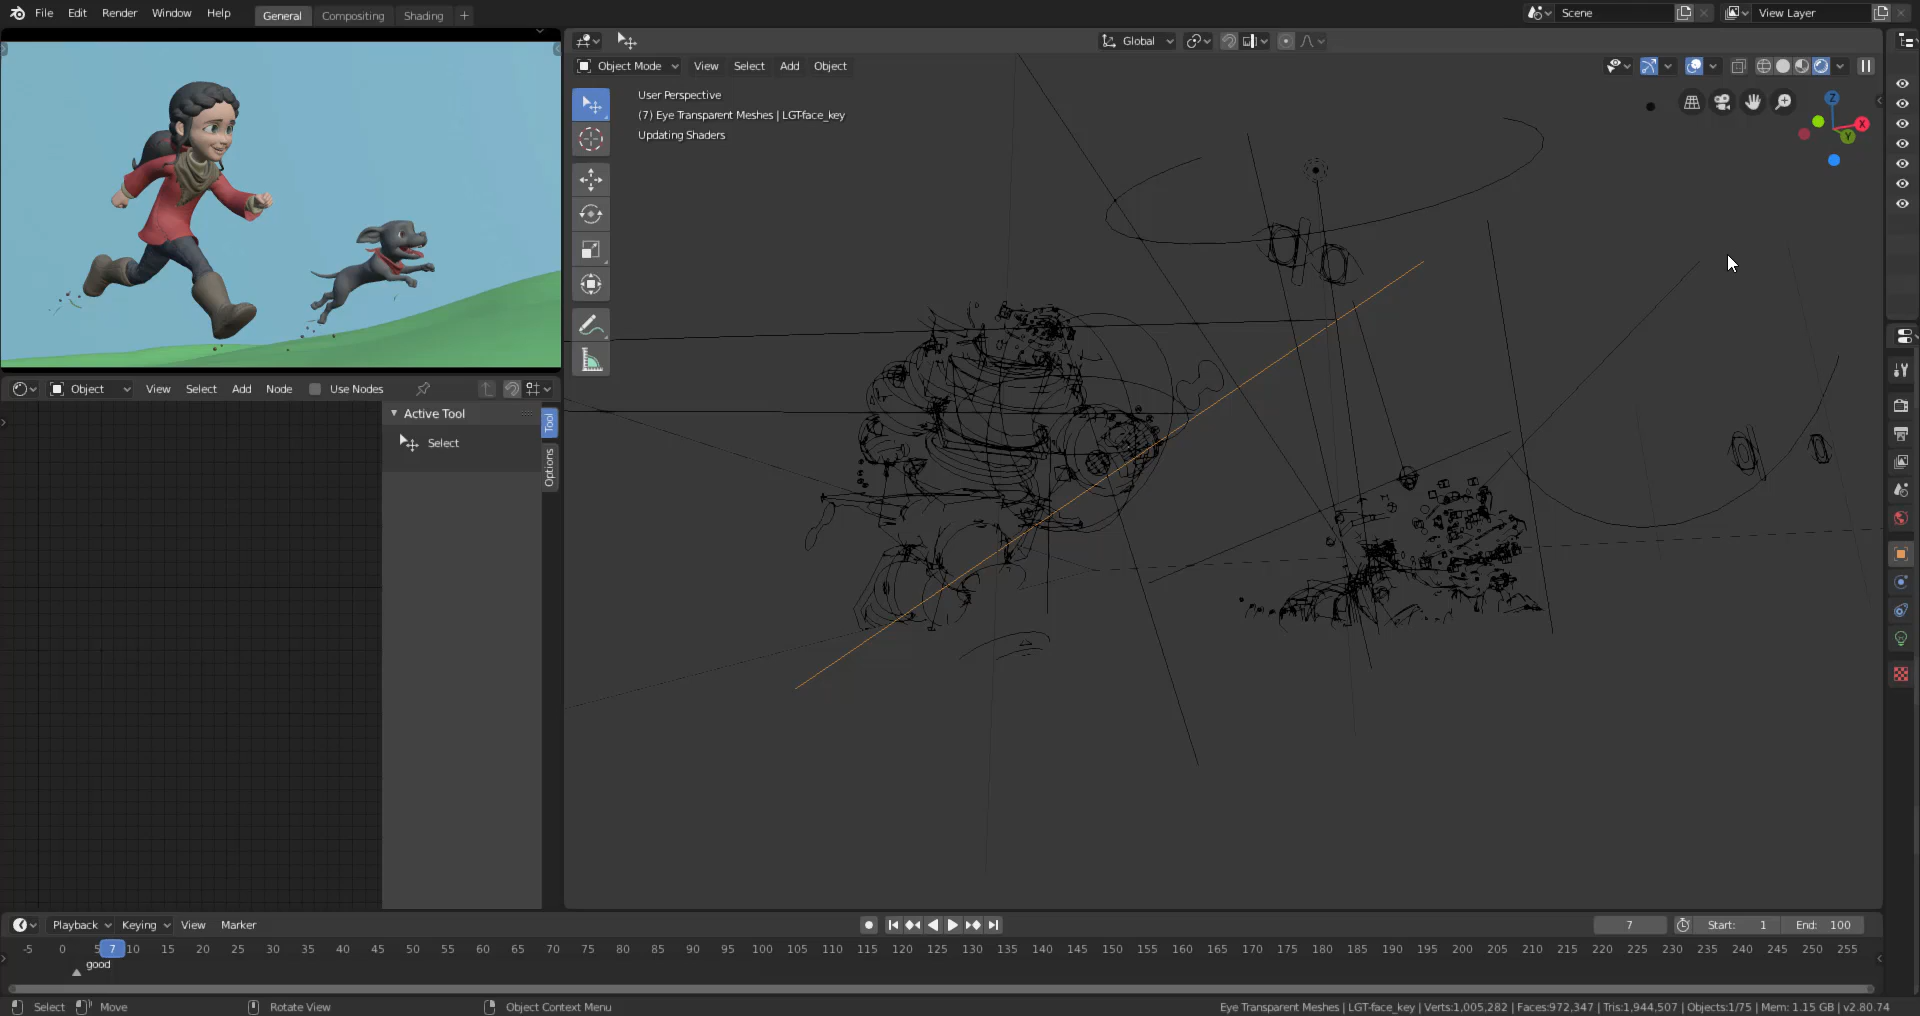 File Edit Render Window Help General Compositing Shading + Scene View Layer
Global
Object Mode View Select Add Object
User Perspective
(7) Eye Transparent Meshes | LGT-face_key
Updating Shaders
Z
X
Y
Object View Select Add Node Use Nodes
Active Tool
Select
Tool
Options
Playback Keying View Marker 7 Start: 1 End: 100
-5 0 5 7 10 15 20 25 30 35 40 45 50 55 60 65 70 75 80 85 90 95 100 105 110 115 120 125 130 135 140 145 150 155 160 165 170 175 180 185 190 195 200 205 210 215 220 225 230 235 240 245 250 255
good
Select Move Rotate View Object Context Menu Eye Transparent Meshes | LGT-face_key | Verts:1,005,282 | Faces:972,347 | Tris:1,944,507 | Objects:1/75 | Mem: 1.15 GB | v2.80.74